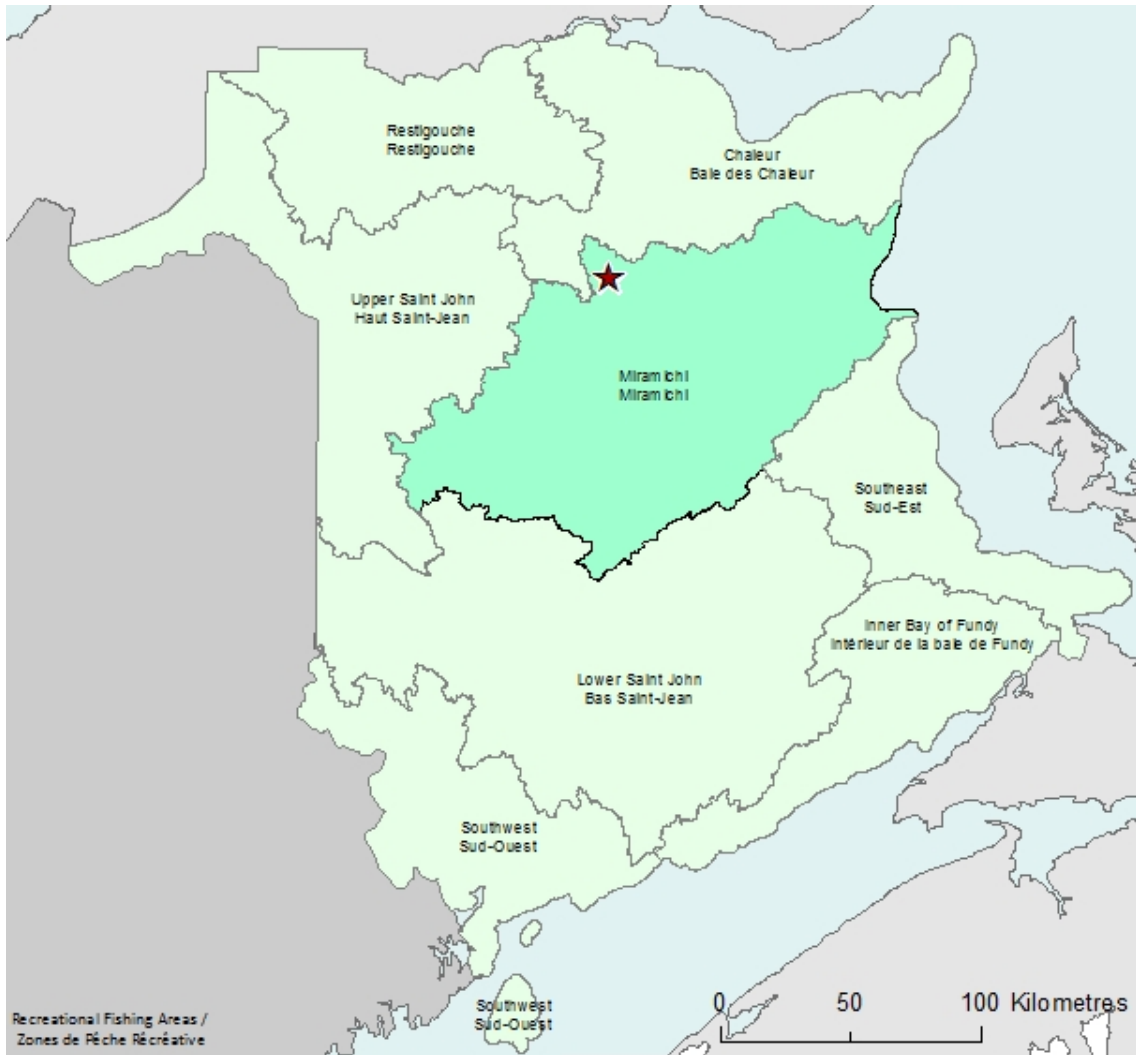 Restigouche
Restigouche
Chaleur
Baie des Chaleur
Upper Saint John
Haut Saint-Jean
Miramichi
Miramichi
Southeast
Sud-Est
Inner Bay of Fundy
Intérieur de la baie de Fundy
Lower Saint John
Bas Saint-Jean
Southwest
Sud-Ouest
Southwest
Sud-Ouest
0 50 100 Kilometres
Recreational Fishing Areas /
Zones de Pêche Récréative